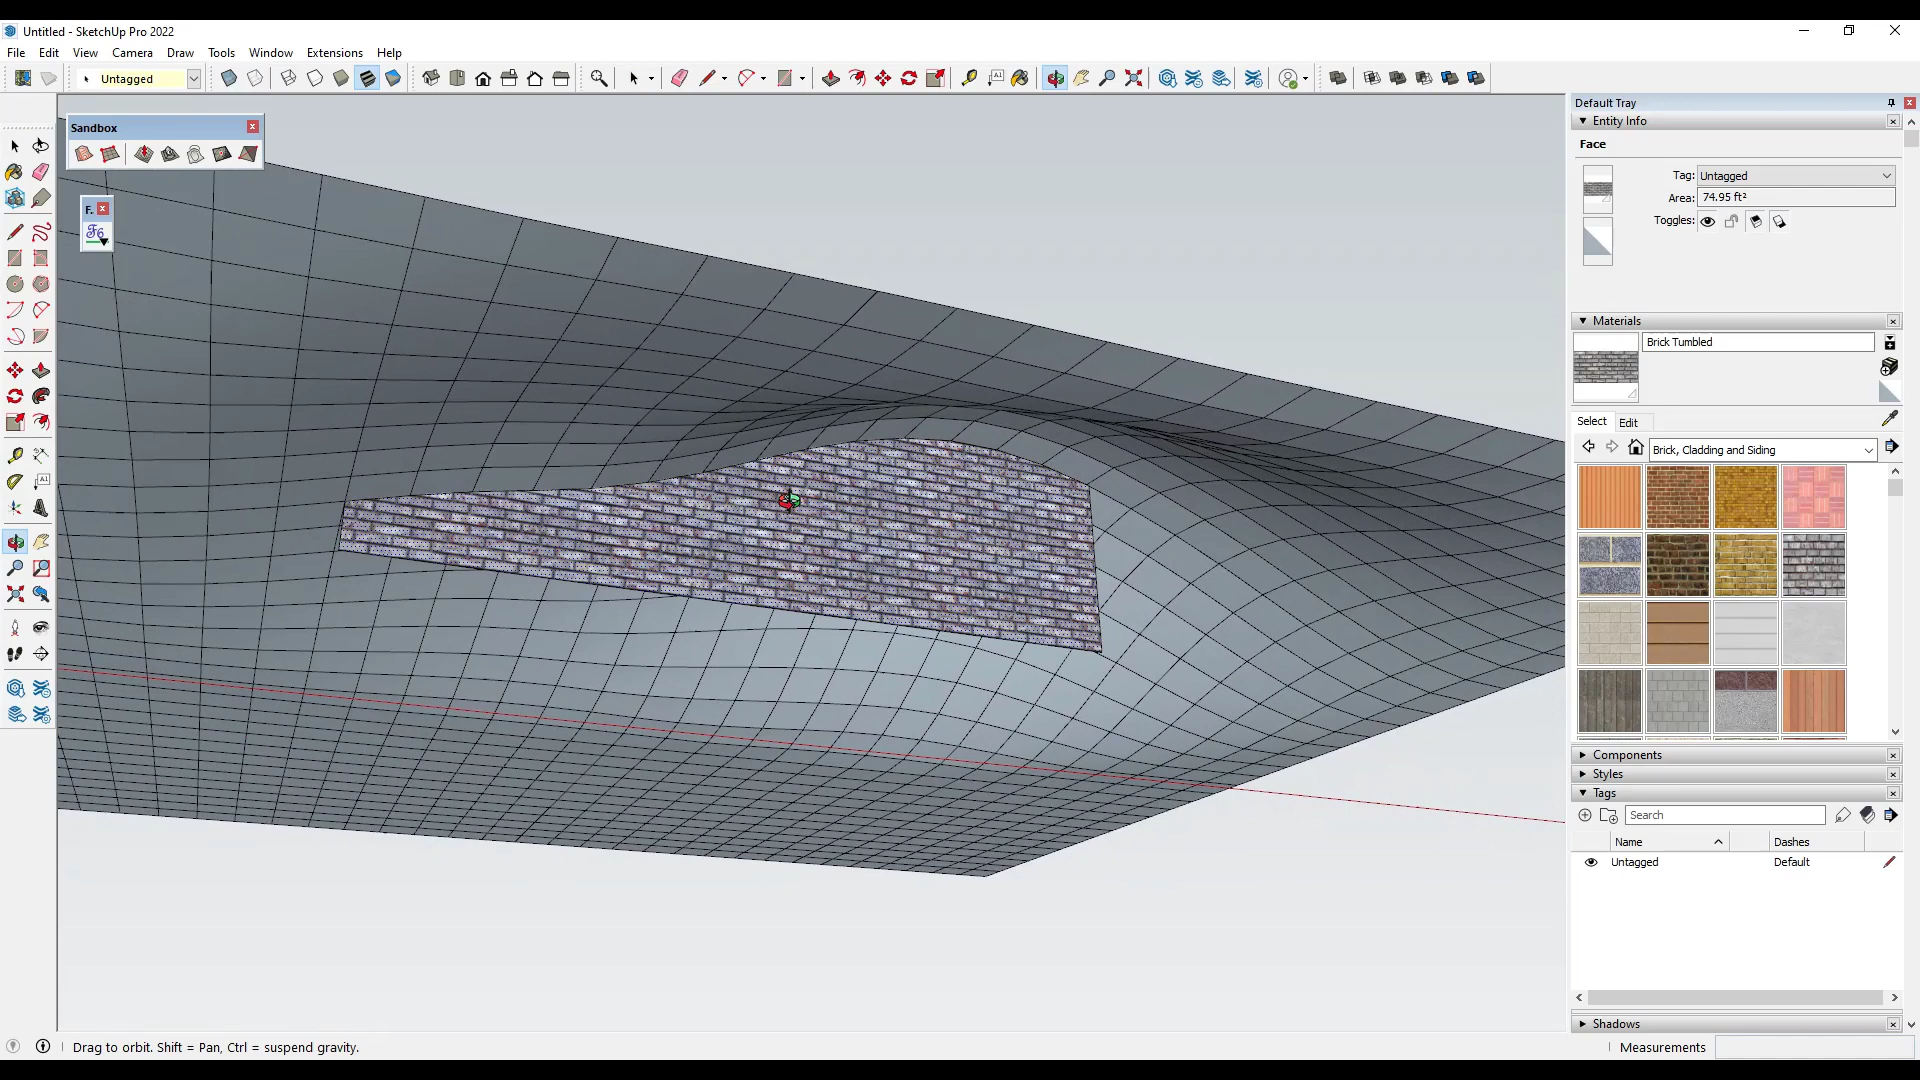 Untitled - SketchUp Pro 2022
File Edit View Camera Draw Tools Window Extensions Help
Untagged
Sandbox
F.
Default Tray
Entity Info
Face
Tag: Untagged
Area: 74.95 ft²
Toggles:
Materials
Brick Tumbled
Select Edit
Brick, Cladding and Siding
Components
Styles
Tags
Search
Name Dashes
Untagged Default
Shadows
Drag to orbit. Shift = Pan, Ctrl = suspend gravity.
Measurements